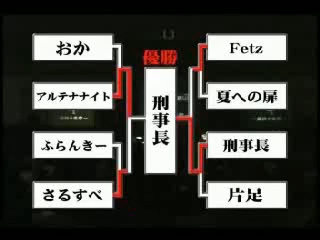 おか
アルテナナイト
ふらんきー
さるすべ
優勝
刑事長
Fetz
夏への扉
刑事長
片足